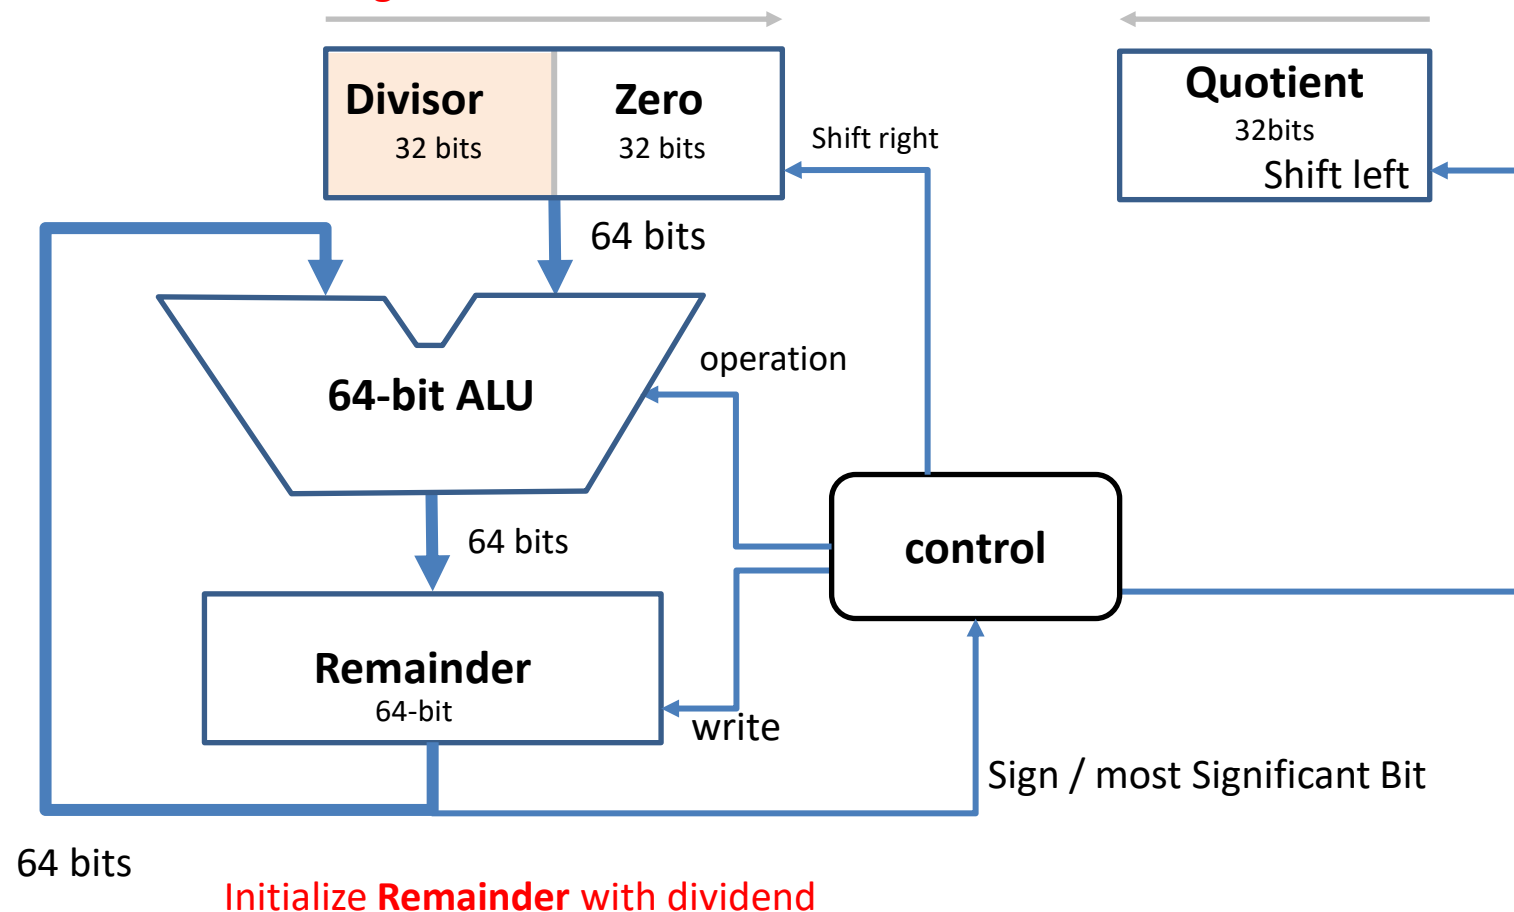 Divisor
32 bits
Zero
32 bits
Shift right
Quotient
32bits
Shift left
64 bits
operation
64-bit ALU
64 bits
control
Remainder
64-bit
write
Sign / most Significant Bit
64 bits
Initialize Remainder with dividend